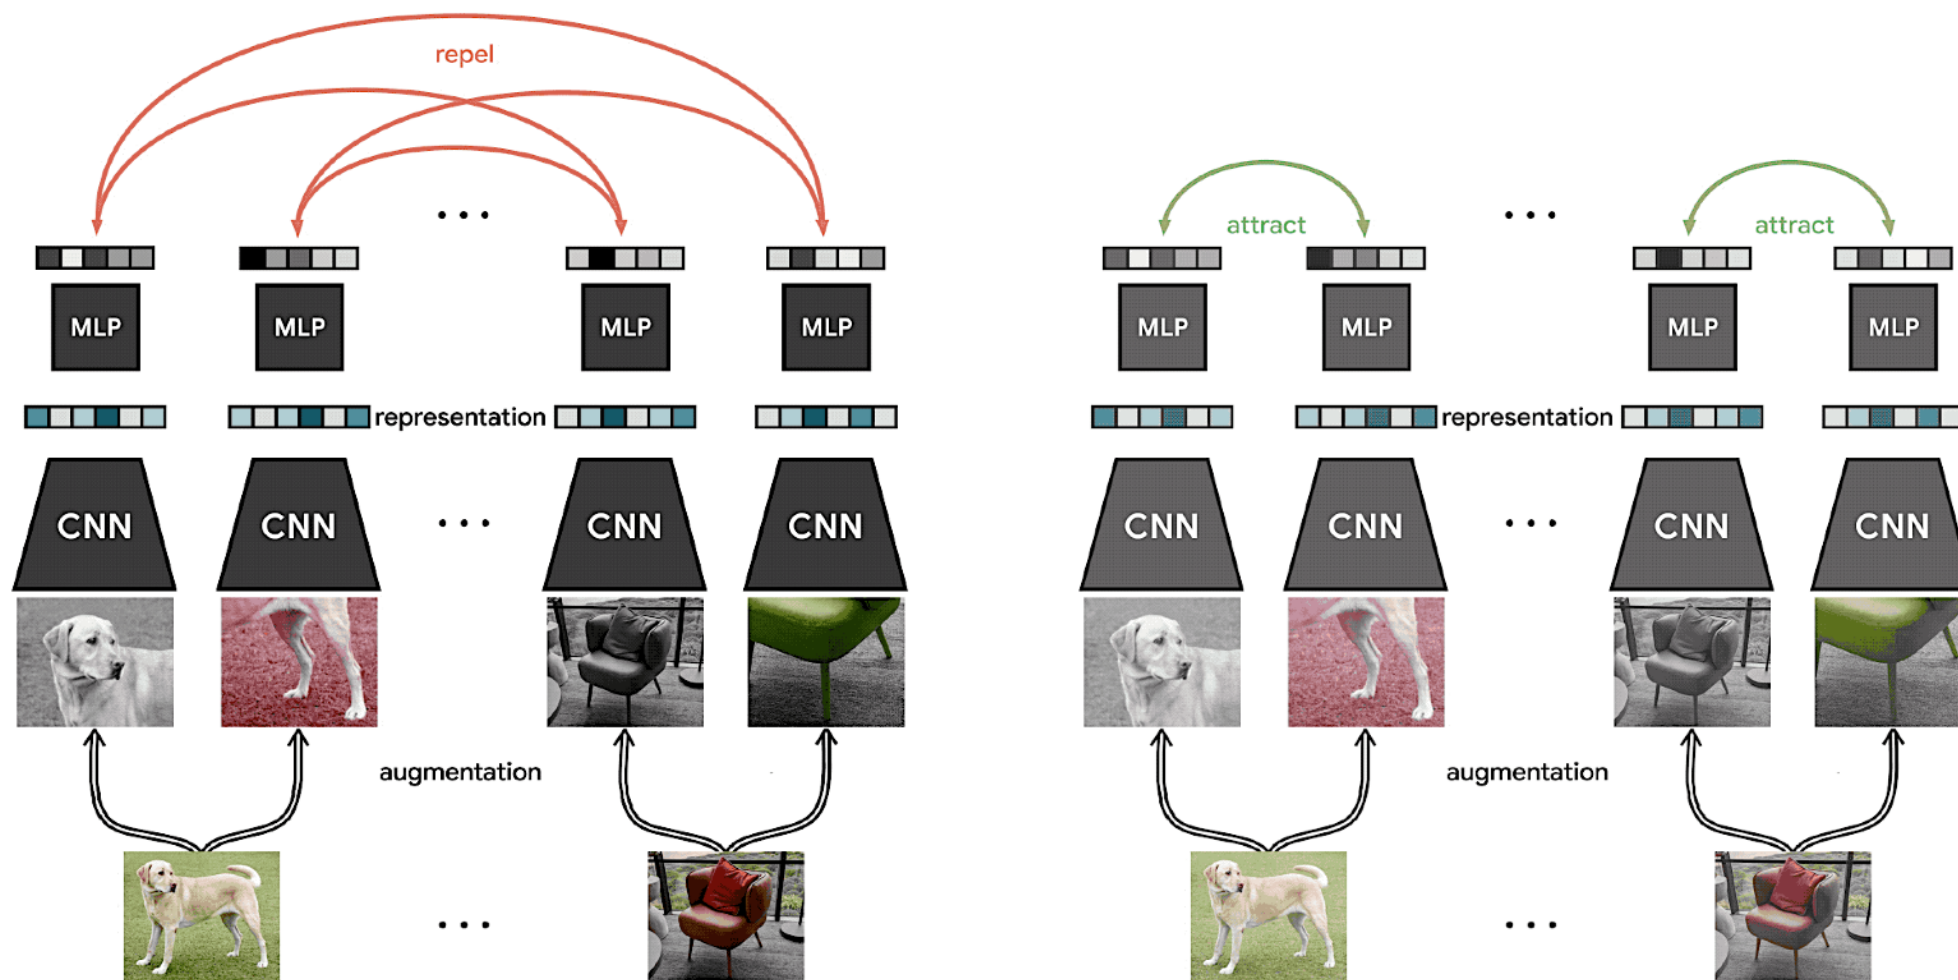 repel
attract
attract
MLP
MLP
MLP
MLP
MLP
MLP
MLP
MLP
representation
representation
CNN
CNN
CNN
CNN
CNN
CNN
CNN
CNN
augmentation
augmentation